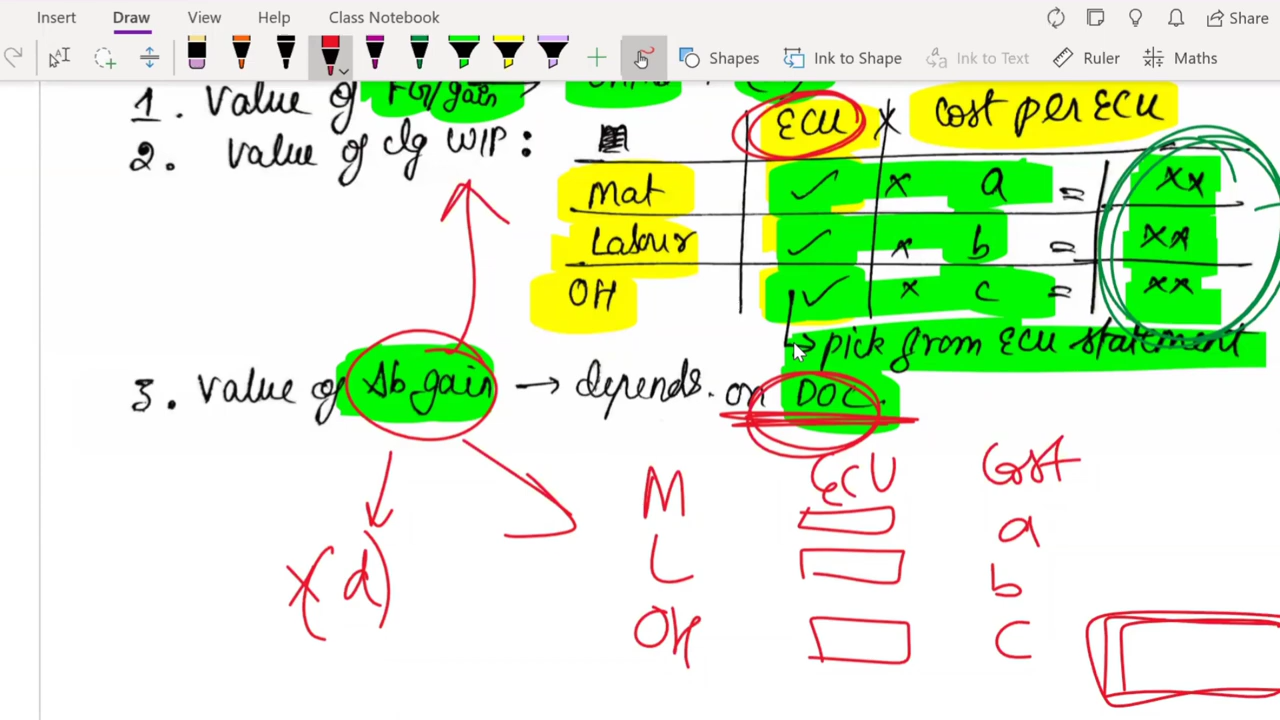 Insert Draw View Help Class Notebook Share
Shapes Ink to Shape Ink to Text Ruler Maths
1. Value of FG/gain → units
2. Value of clg WIP : ECU x Cost per ECU
Mat ✓ x a = xx
Labour ✓ x b = xx
OH ✓ x c = xx
↳ pick from ECU statement
3. Value of Ab gain → depends. on DOC.
M ECU Cost
a
L b
x(d)
OH C